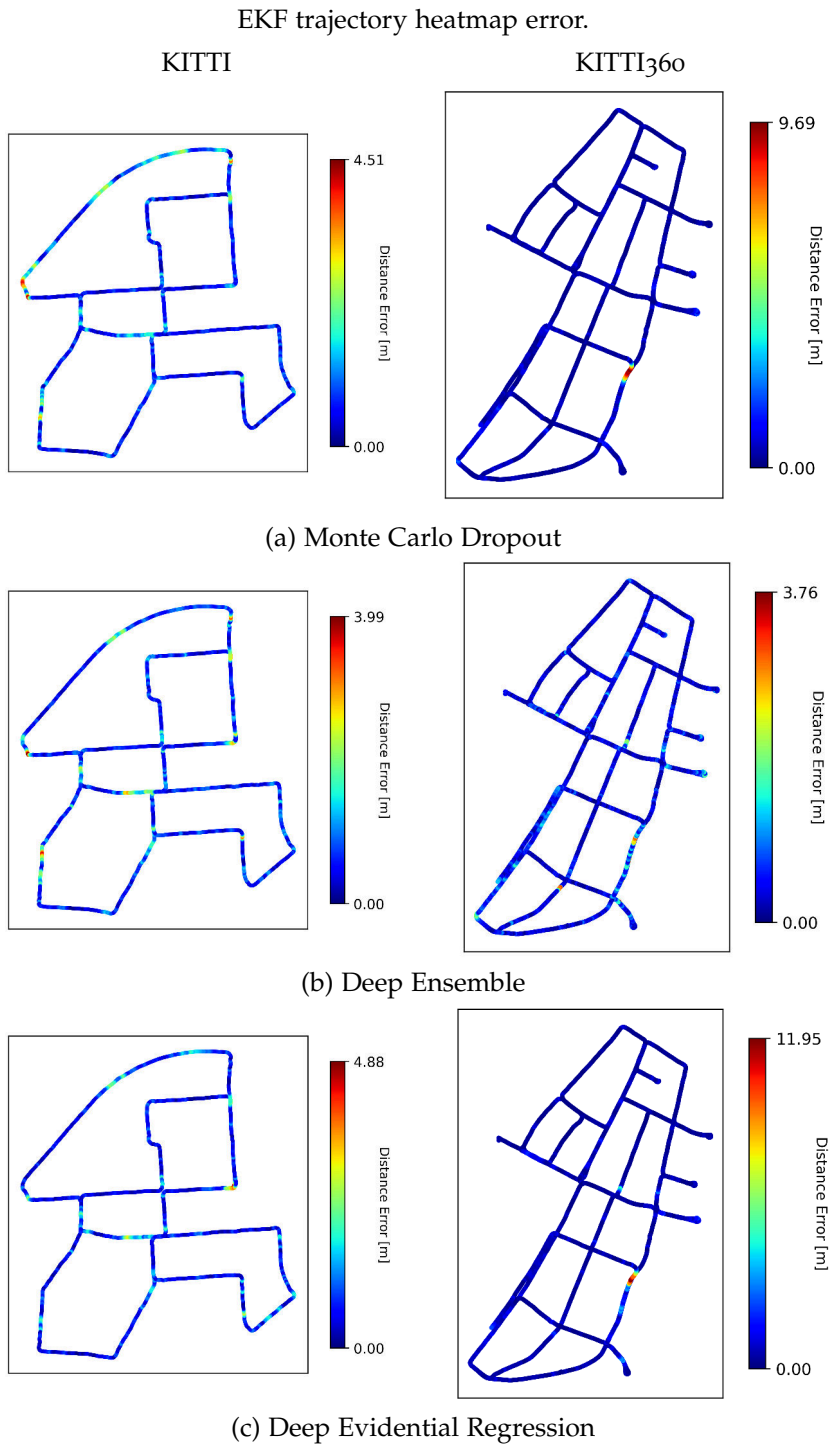 EKF trajectory heatmap error.
KITTI
KITTI360
4.51
Distance Error [m]
0.00
9.69
Distance Error [m]
0.00
(a) Monte Carlo Dropout
3.99
Distance Error [m]
0.00
3.76
Distance Error [m]
0.00
(b) Deep Ensemble
4.88
Distance Error [m]
0.00
11.95
Distance Error [m]
0.00
(c) Deep Evidential Regression